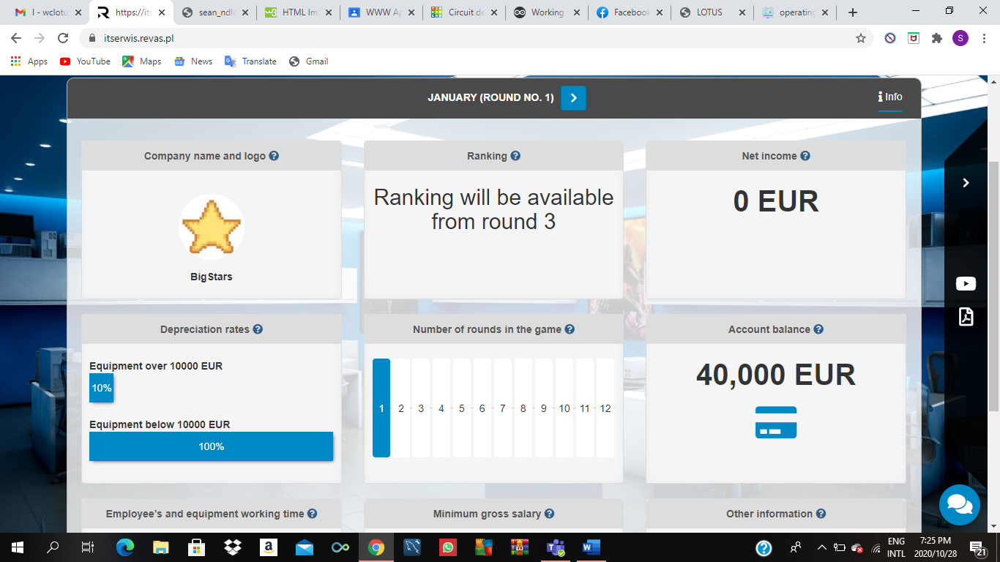 I - wclotu
https://its
sean_ndlo
HTML Ima
WWW Ap
Circuit de
Working
Facebook
LOTUS
operating
itserwis.revas.pl
S
Apps
YouTube
Maps
News
Translate
Gmail
JANUARY (ROUND NO. 1)
Info
Company name and logo
Ranking
Net income
Big Stars
Ranking will be available
from round 3
0 EUR
Depreciation rates
Number of rounds in the game
Account balance
Equipment over 10000 EUR
10%
Equipment below 10000 EUR
100%
1 2 3 4 5 6 7 8 9 10 11 12
40,000 EUR
Employee's and equipment working time
Minimum gross salary
Other information
ENG
INTL
7:25 PM
2020/10/28
21